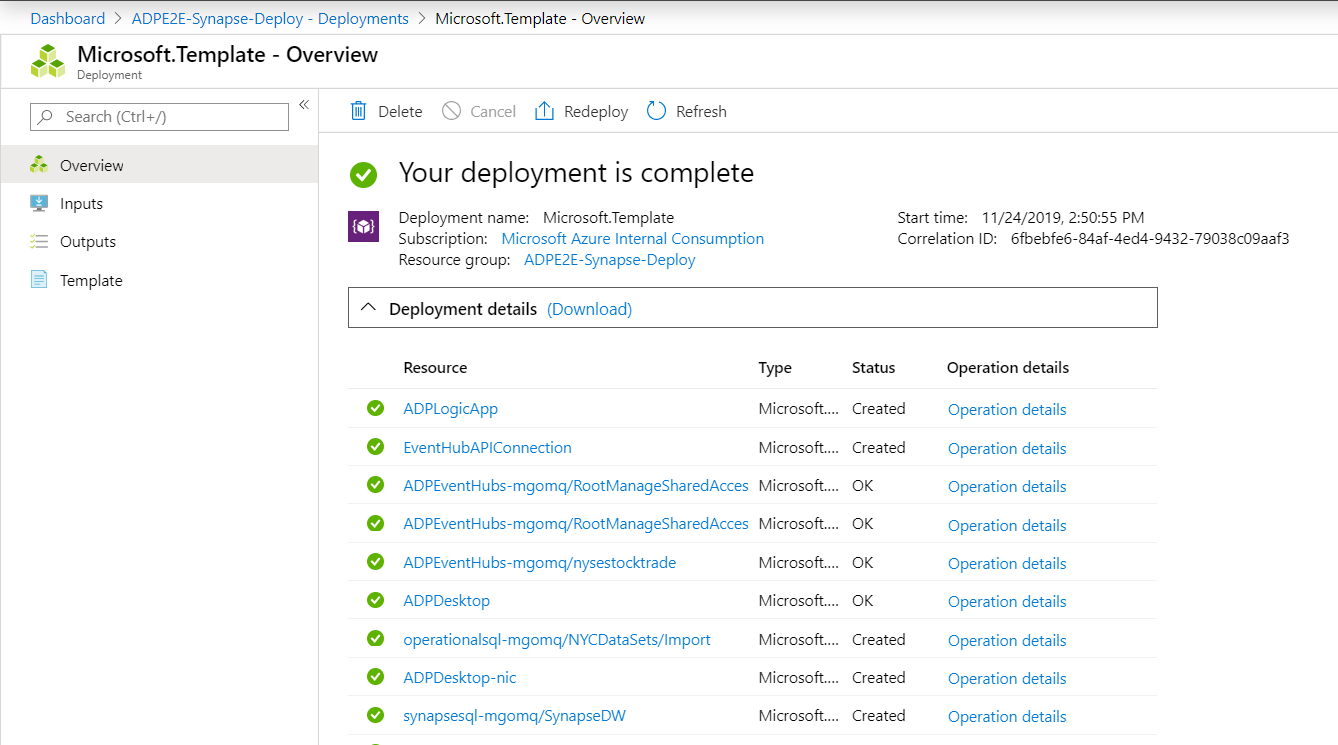 Dashboard > ADPE2E-Synapse-Deploy - Deployments > Microsoft.Template - Overview
Microsoft.Template - Overview
Deployment
Search (Ctrl+/)
«
Overview
Inputs
Outputs
Template
Delete Cancel Redeploy Refresh
Your deployment is complete
Deployment name: Microsoft.Template
Subscription: Microsoft Azure Internal Consumption
Resource group: ADPE2E-Synapse-Deploy
Start time: 11/24/2019, 2:50:55 PM
Correlation ID: 6fbebfe6-84af-4ed4-9432-79038c09aaf3
Deployment details (Download)
Resource Type Status Operation details
ADPLogicApp Microsoft.... Created Operation details
EventHubAPIConnection Microsoft.... Created Operation details
ADPEventHubs-mgomq/RootManageSharedAcces Microsoft.... OK Operation details
ADPEventHubs-mgomq/RootManageSharedAcces Microsoft.... OK Operation details
ADPEventHubs-mgomq/nysestocktrade Microsoft.... OK Operation details
ADPDesktop Microsoft.... OK Operation details
operationalsql-mgomq/NYCDataSets/Import Microsoft.... Created Operation details
ADPDesktop-nic Microsoft.... Created Operation details
synapsesql-mgomq/SynapseDW Microsoft.... Created Operation details